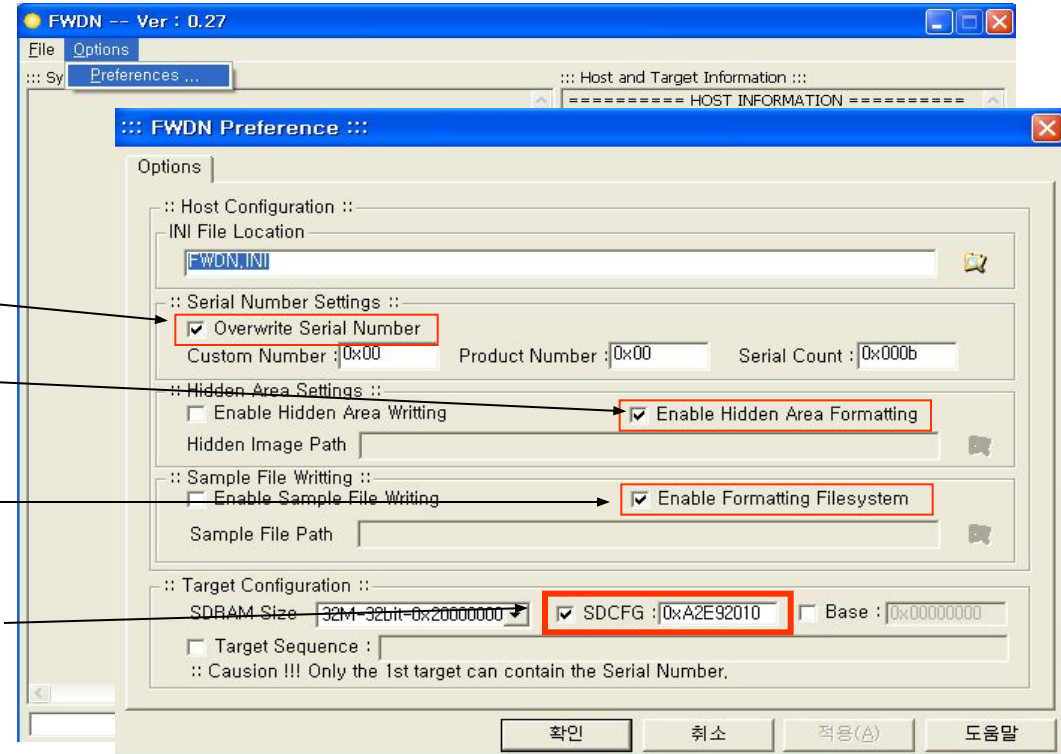 FWDN -- Ver : 0.27
File Options
::: Sy
Preferences ...
::: Host and Target Information :::
========== HOST INFORMATION ==========
::: FWDN Preference :::
Options
:: Host Configuration ::
INI File Location
FWDN.INI
:: Serial Number Settings ::
Overwrite Serial Number
Custom Number : 0x00 Product Number : 0x00 Serial Count : 0x000b
:: Hidden Area Settings ::
Enable Hidden Area Writting Enable Hidden Area Formatting
Hidden Image Path
:: Sample File Writting ::
Enable Sample File Writing Enable Formatting Filesystem
Sample File Path
:: Target Configuration ::
SDRAM Size 32M-32bit-0x20000000 SDCFG : 0xA2E92010 Base : 0x00000000
Target Sequence :
:: Causion !!! Only the 1st target can contain the Serial Number.
확인 취소 적용(A) 도움말